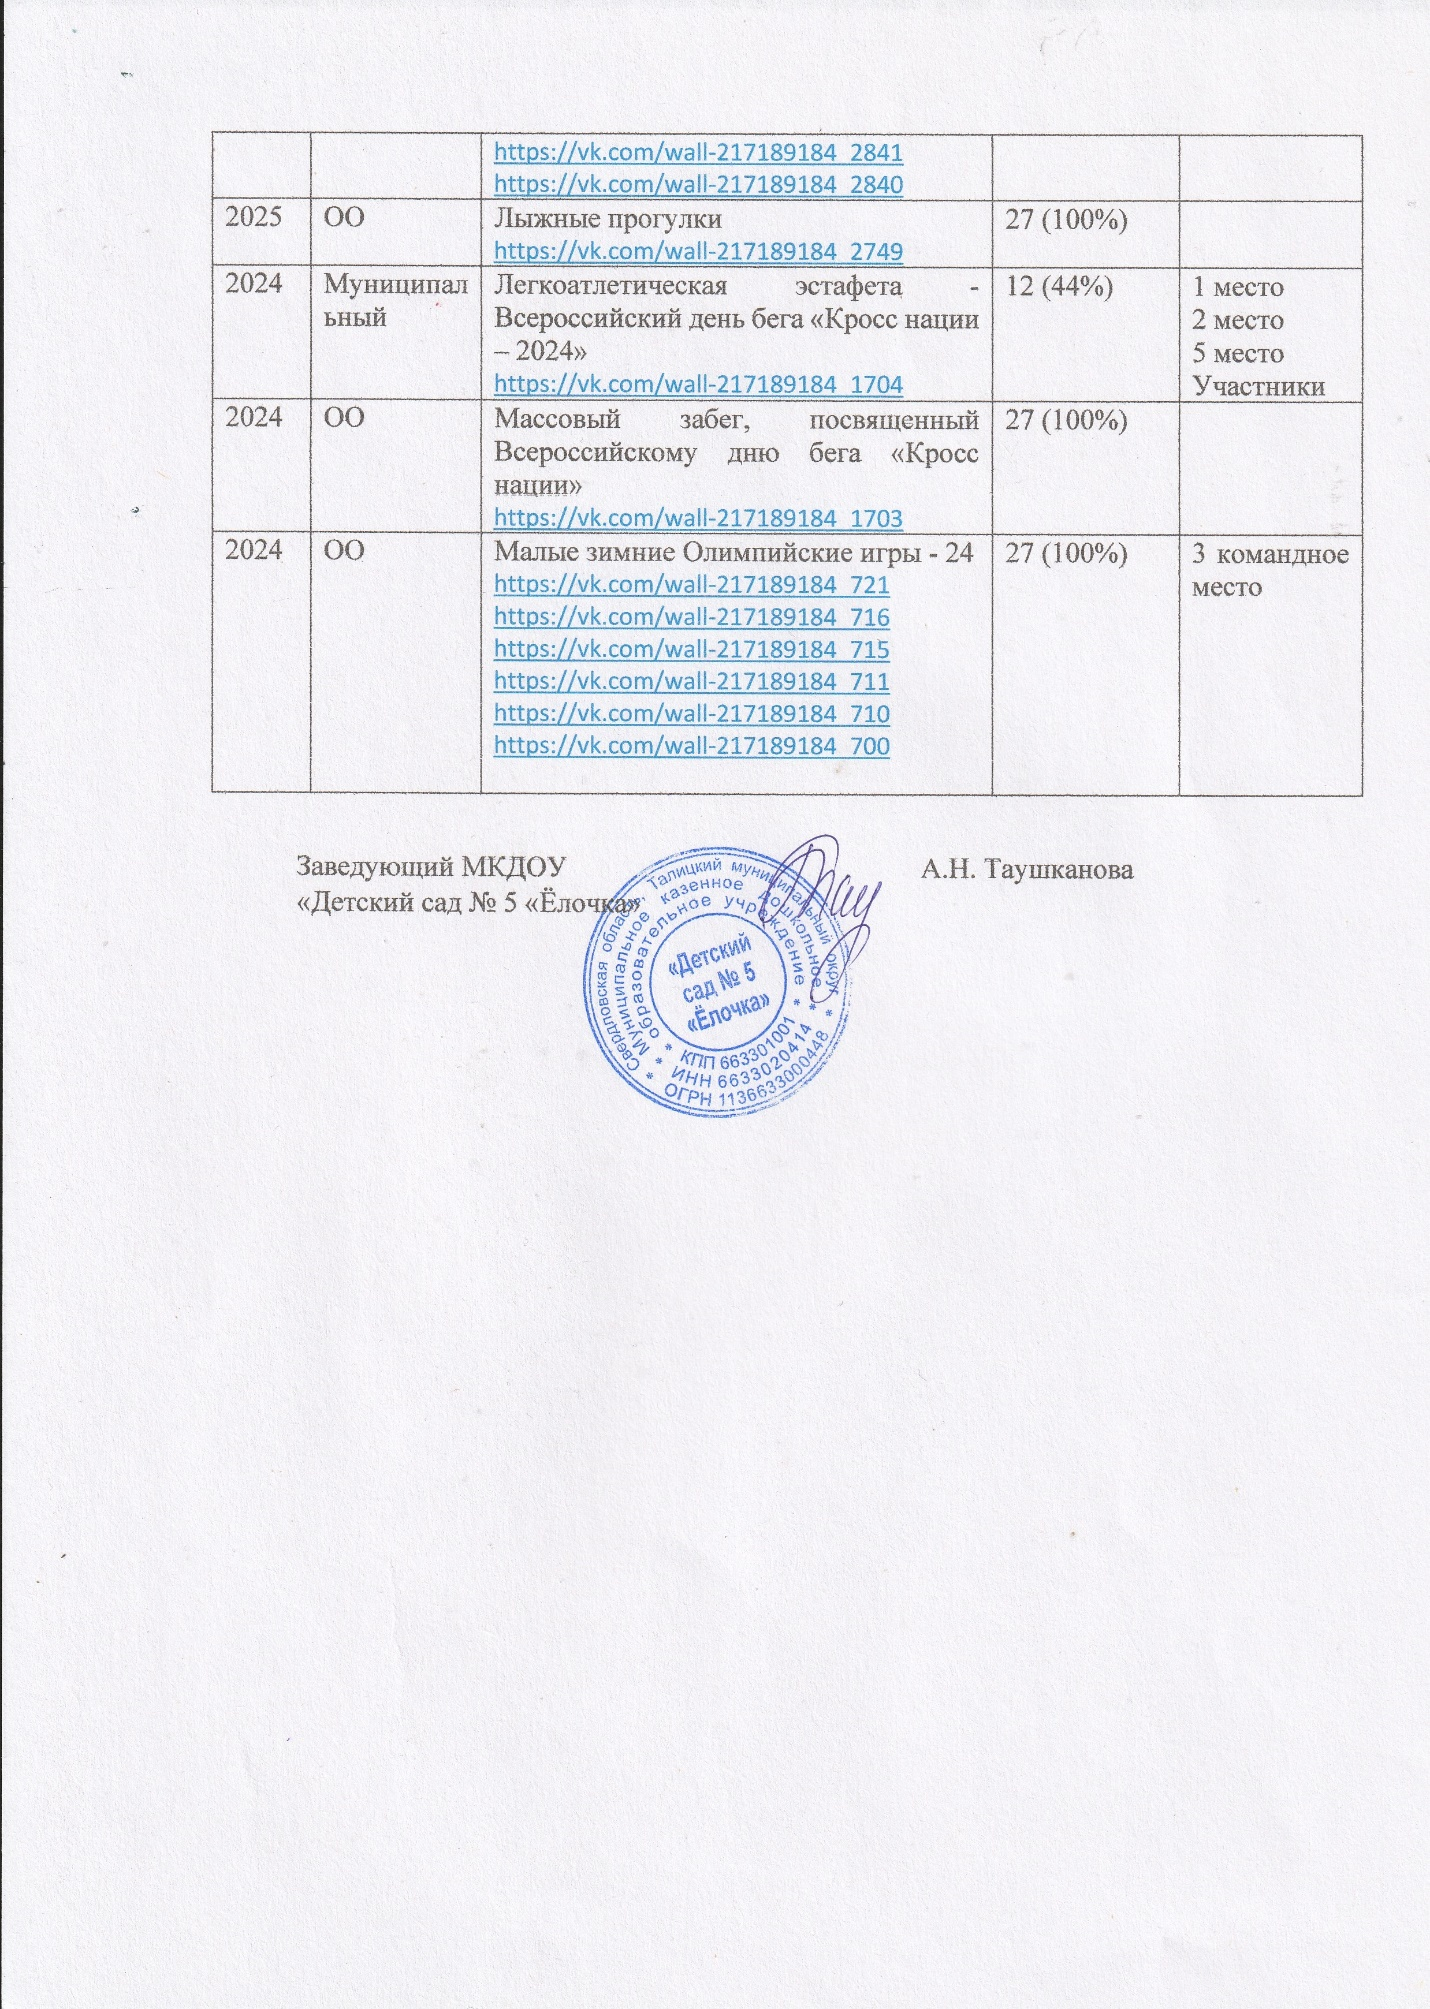 https://vk.com/wall-217189184_2841
https://vk.com/wall-217189184_2840
2025 ОО Лыжные прогулки 27 (100%)
https://vk.com/wall-217189184_2749
2024 Муниципал Легкоатлетическая эстафета - 12 (44%) 1 место
ьный Всероссийский день бега «Кросс нации 2 место
– 2024» 5 место
https://vk.com/wall-217189184_1704 Участники
2024 ОО Массовый забег, посвященный 27 (100%)
Всероссийскому дню бега «Кросс
нации»
https://vk.com/wall-217189184_1703
2024 ОО Малые зимние Олимпийские игры - 24 27 (100%) 3 командное
https://vk.com/wall-217189184_721 место
https://vk.com/wall-217189184_716
https://vk.com/wall-217189184_715
https://vk.com/wall-217189184_711
https://vk.com/wall-217189184_710
https://vk.com/wall-217189184_700
Заведующий МКДОУ А.Н. Таушканова
«Детский сад № 5 «Ёлочка»
Свердловская область, Талицкий муниципальный округ
* ОГРН 1136633000448 *
Муниципальное казенное дошкольное
* ИНН 6633020414 *
образовательное учреждение
* КПП 663301001 *
«Детский
сад № 5
«Ёлочка»